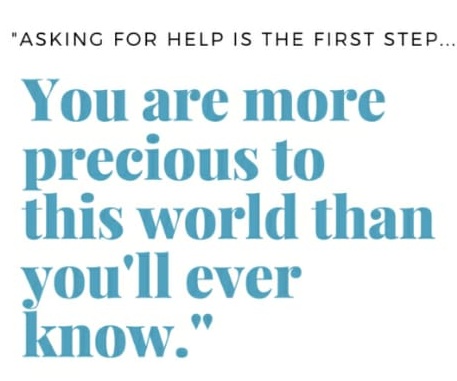 "ASKING FOR HELP IS THE FIRST STEP...
You are more
precious to
this world than
you'll ever
know."